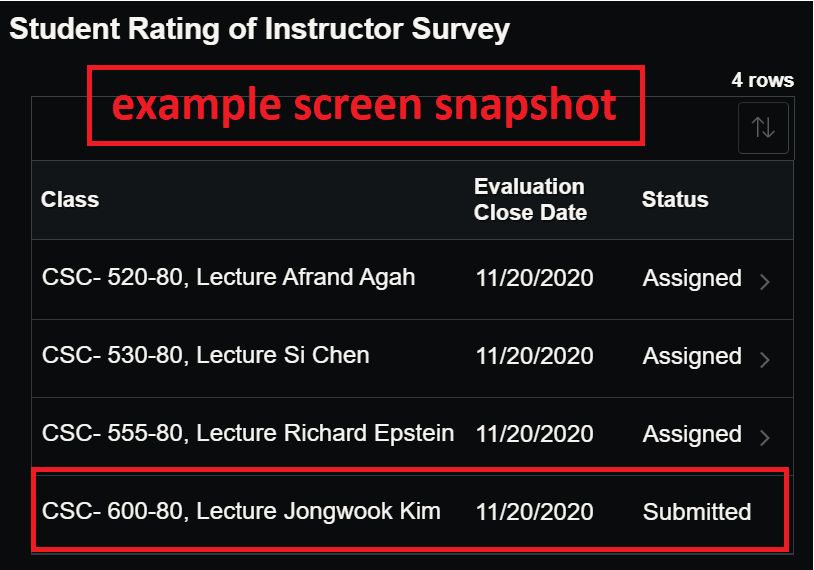 Student Rating of Instructor Survey
example screen snapshot
4 rows
Class Evaluation Close Date Status
CSC- 520-80, Lecture Afrand Agah 11/20/2020 Assigned
CSC- 530-80, Lecture Si Chen 11/20/2020 Assigned
CSC- 555-80, Lecture Richard Epstein 11/20/2020 Assigned
CSC- 600-80, Lecture Jongwook Kim 11/20/2020 Submitted